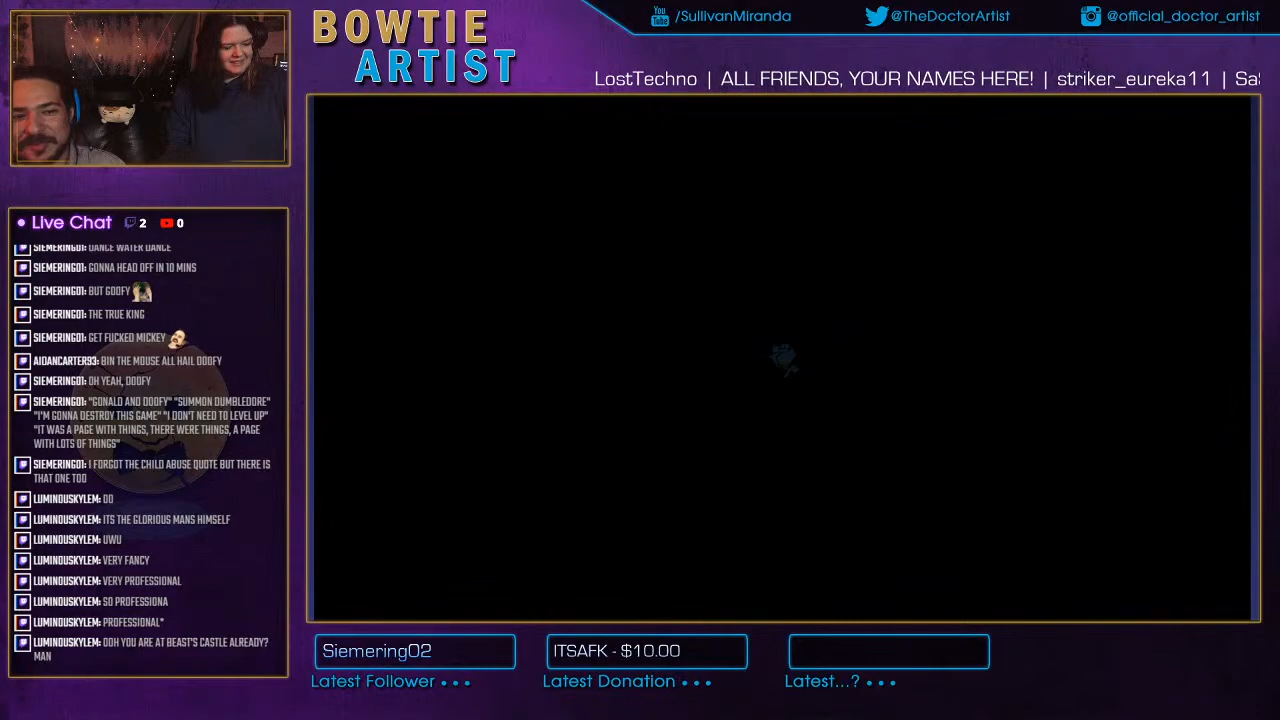 BOWTIE
ARTIST
/SullivanMiranda
@TheDoctorArtist
@official_doctor_artist
LostTechno | ALL FRIENDS, YOUR NAMES HERE! | striker_eureka11 |
Live Chat 2 0
SIEMERING01: DANCE WATER DANCE
SIEMERING01: GONNA HEAD OFF IN 10 MINS
SIEMERING01: BUT GOOFY
SIEMERING01: THE TRUE KING
SIEMERING01: GET FUCKED MICKEY
AIDANCARTER93: BIN THE MOUSE ALL HAIL DOOFY
SIEMERING01: OH YEAH, DOOFY
SIEMERING01: "GONALD AND DOOFY" "SUMMON DUMBLEDORE"
"I'M GONNA DESTROY THIS GAME" "I DON'T NEED TO LEVEL UP"
"IT WAS A PAGE WITH THINGS, THERE WERE THINGS, A PAGE
WITH LOTS OF THINGS"
SIEMERING01: I FORGOT THE CHILD ABUSE QUOTE BUT THERE IS
THAT ONE TOO
LUMINOUSKYLEM: OO
LUMINOUSKYLEM: ITS THE GLORIOUS MANS HIMSELF
LUMINOUSKYLEM: UWU
LUMINOUSKYLEM: VERY FANCY
LUMINOUSKYLEM: VERY PROFESSIONAL
LUMINOUSKYLEM: SO PROFESSIONA
LUMINOUSKYLEM: PROFESSIONAL*
LUMINOUSKYLEM: OOH YOU ARE AT BEAST'S CASTLE ALREADY?
MAN
Siemering02
Latest Follower • • •
ITSAFK - $10.00
Latest Donation • • •
Latest...? • • •